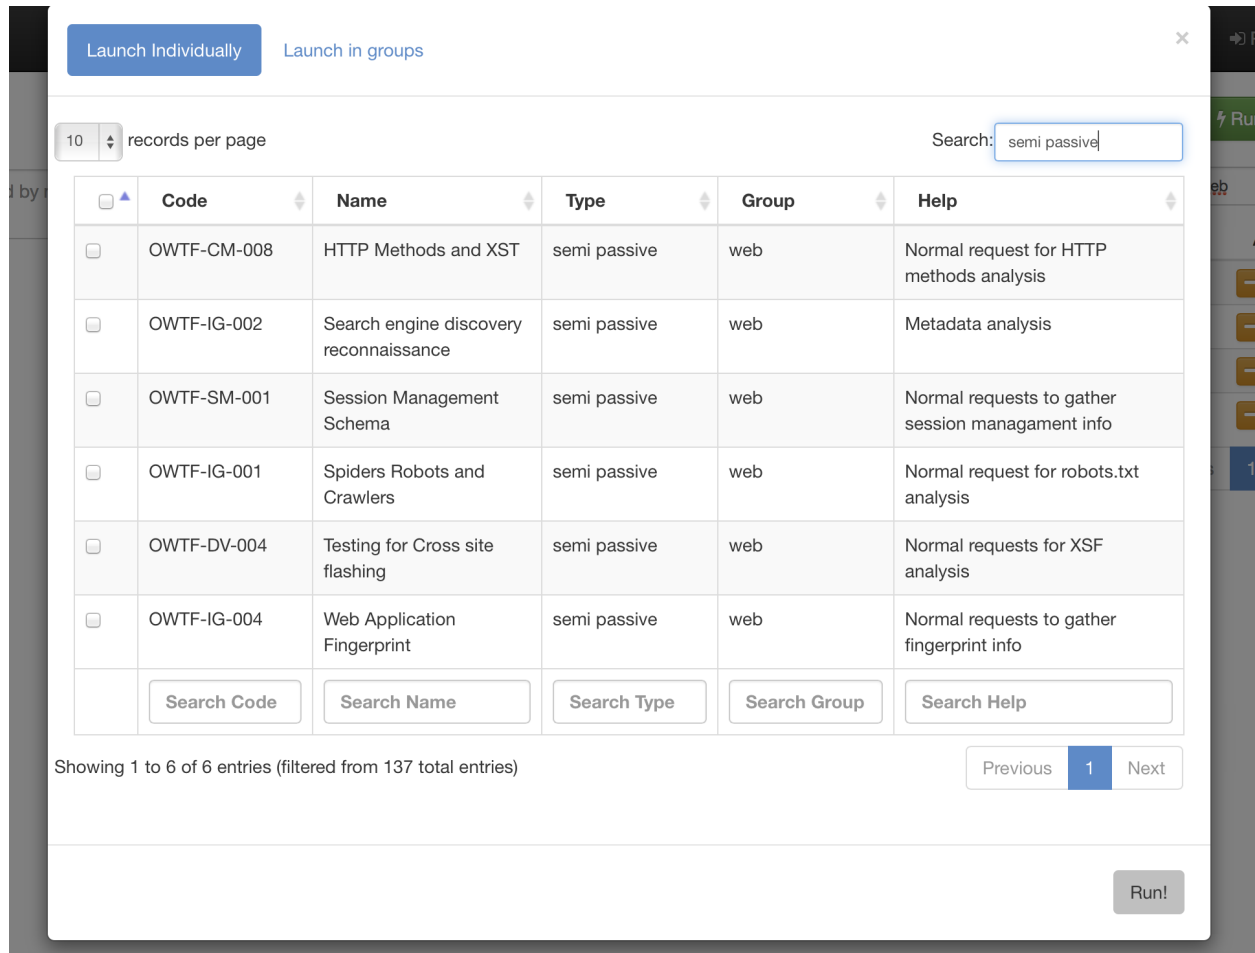 Launch Individually Launch in groups ×
10 records per page Search: semi passive
Code Name Type Group Help
OWTF-CM-008 HTTP Methods and XST semi passive web Normal request for HTTP
methods analysis
OWTF-IG-002 Search engine discovery semi passive web Metadata analysis
reconnaissance
OWTF-SM-001 Session Management semi passive web Normal requests to gather
Schema session managament info
OWTF-IG-001 Spiders Robots and semi passive web Normal request for robots.txt
Crawlers analysis
OWTF-DV-004 Testing for Cross site semi passive web Normal requests for XSF
flashing analysis
OWTF-IG-004 Web Application semi passive web Normal requests to gather
Fingerprint fingerprint info
Search Code Search Name Search Type Search Group Search Help
Showing 1 to 6 of 6 entries (filtered from 137 total entries) Previous 1 Next
Run!